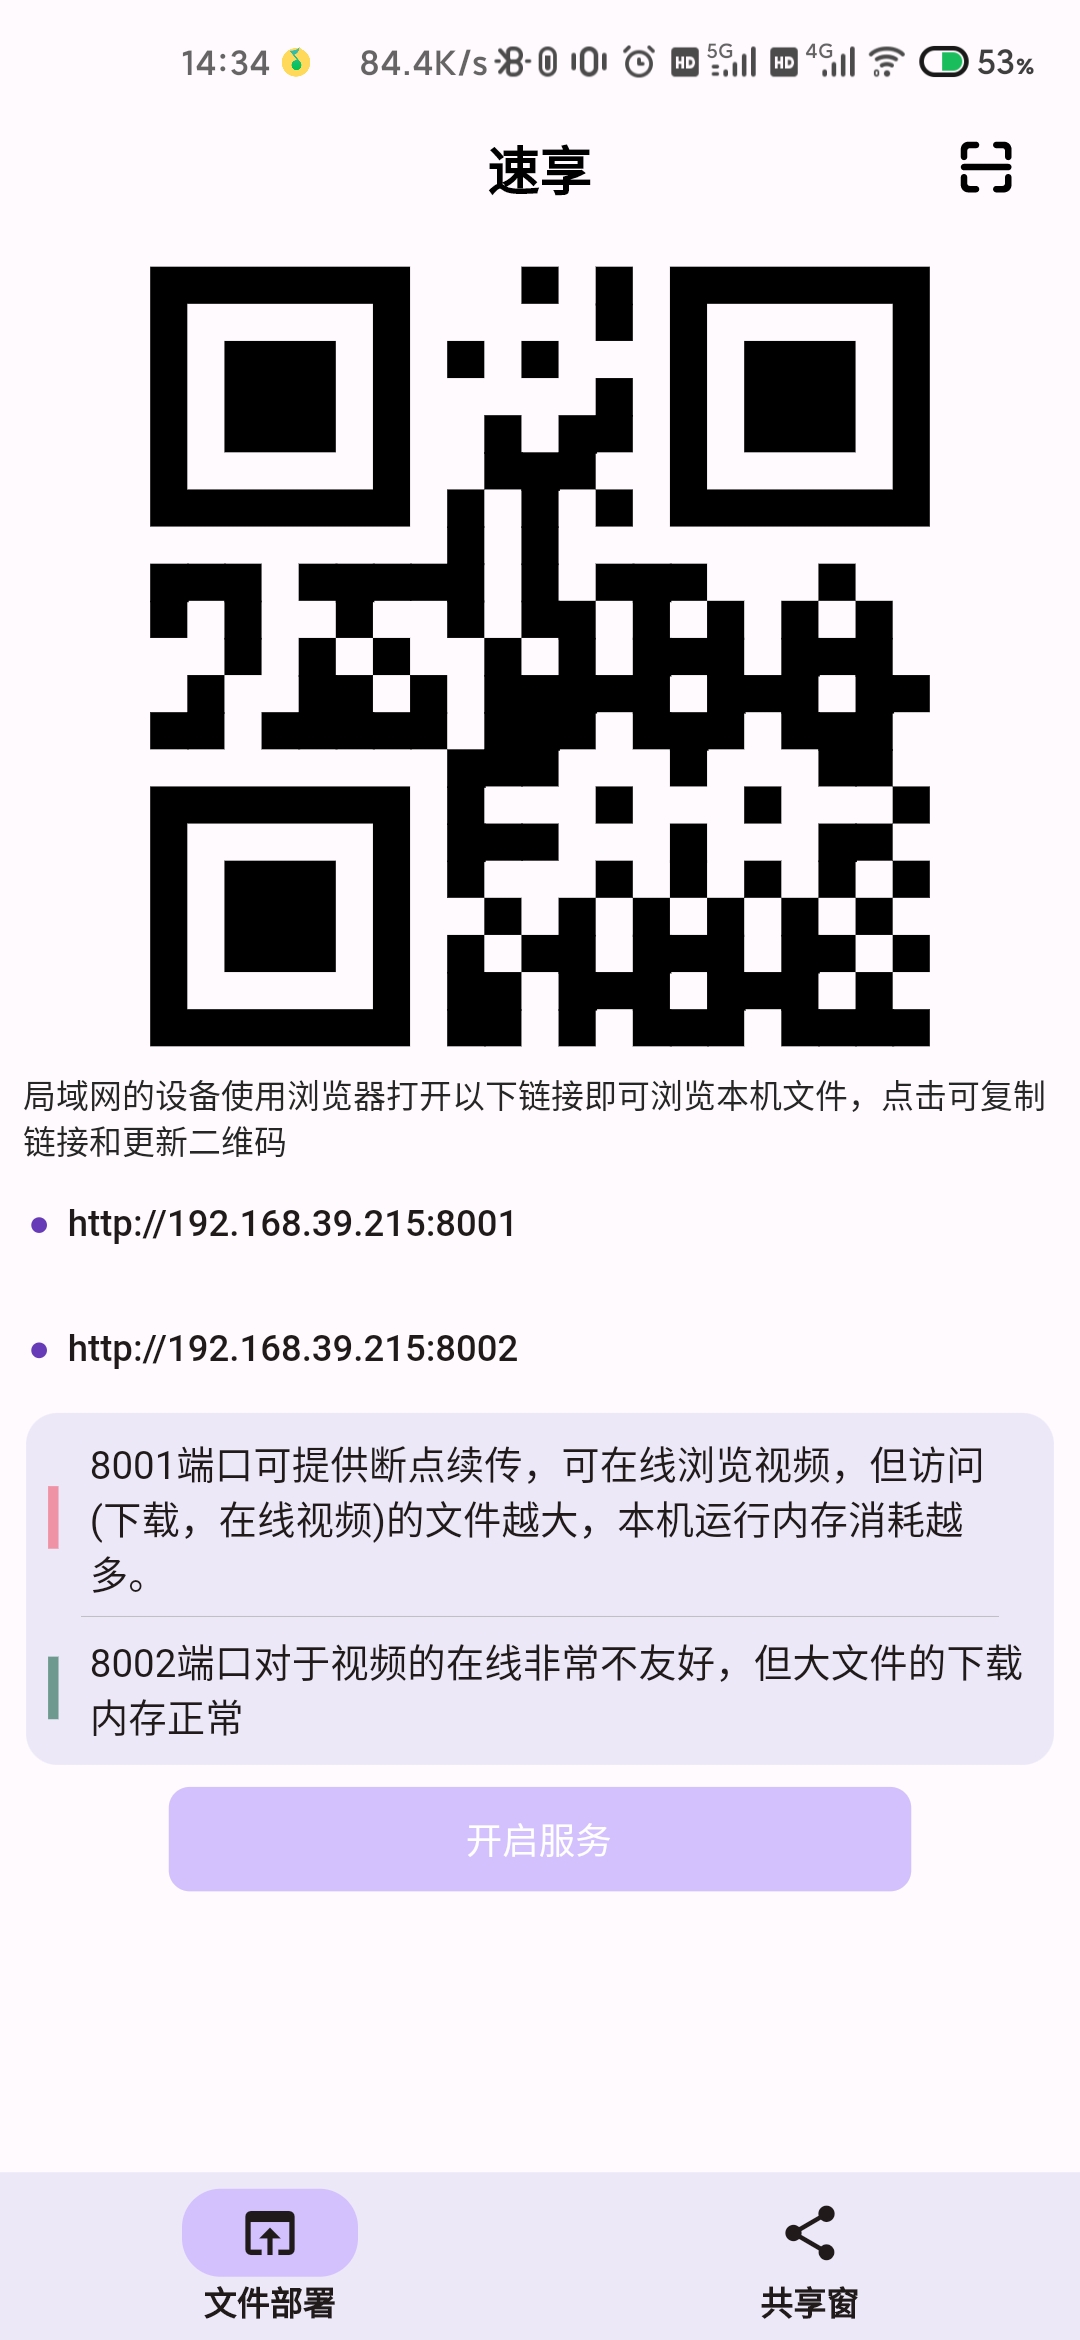 14:34 84.4K/s HD 5G HD 4G 53%
速享
局域网的设备使用浏览器打开以下链接即可浏览本机文件，点击可复制
链接和更新二维码
http://192.168.39.215:8001
http://192.168.39.215:8002
8001端口可提供断点续传，可在线浏览视频，但访问
(下载，在线视频)的文件越大，本机运行内存消耗越
多。
8002端口对于视频的在线非常不友好，但大文件的下载
内存正常
开启服务
文件部署 共享窗